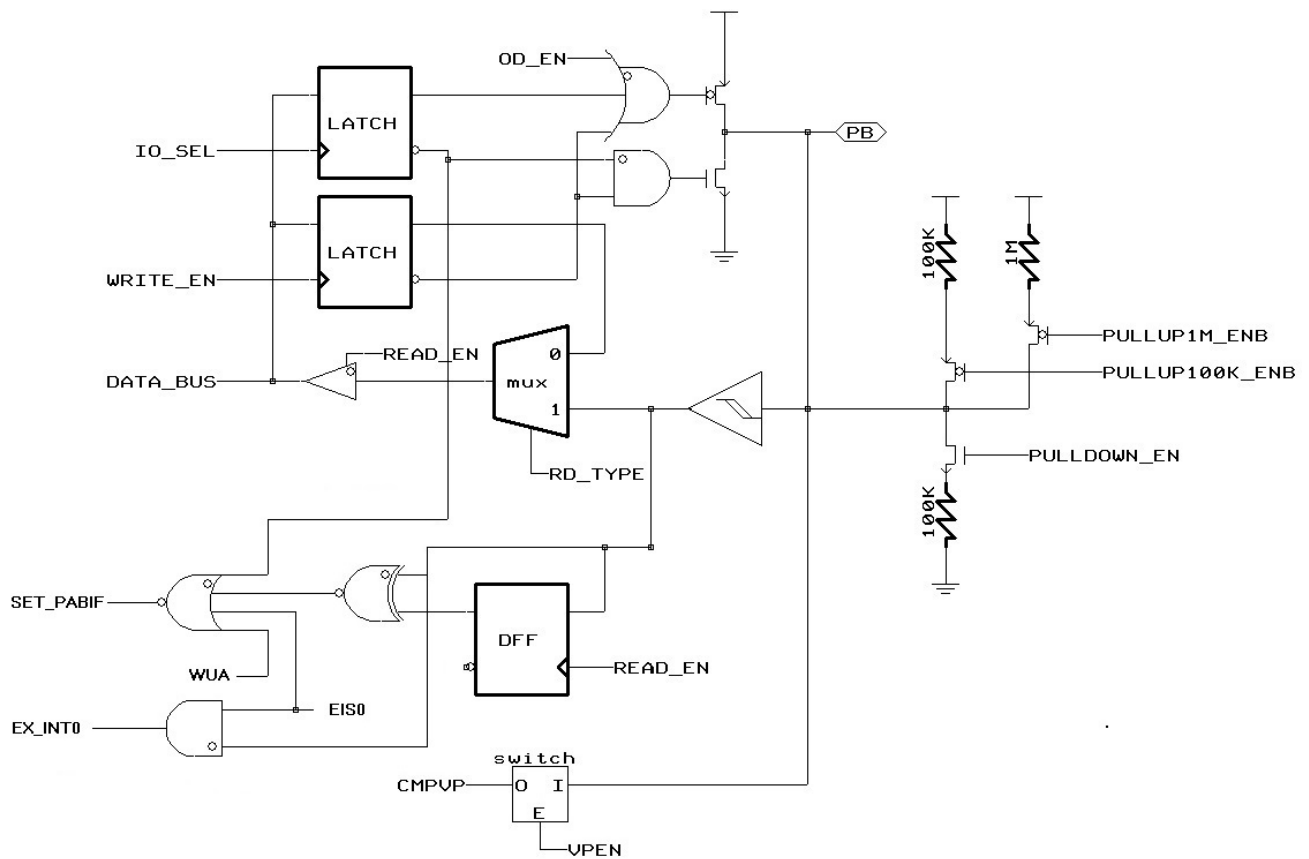 OD_EN
LATCH
PB
IO_SEL
LATCH
WRITE_EN
100K
1M
READ_EN
0
PULLUP1M_ENB
DATA_BUS
mux
PULLUP100K_ENB
1
RD_TYPE
PULLDOWN_EN
100K
SET_PABIF
DFF
WUA
READ_EN
EIS0
EX_INT0
switch
CMPVP
O I
E
VPEN